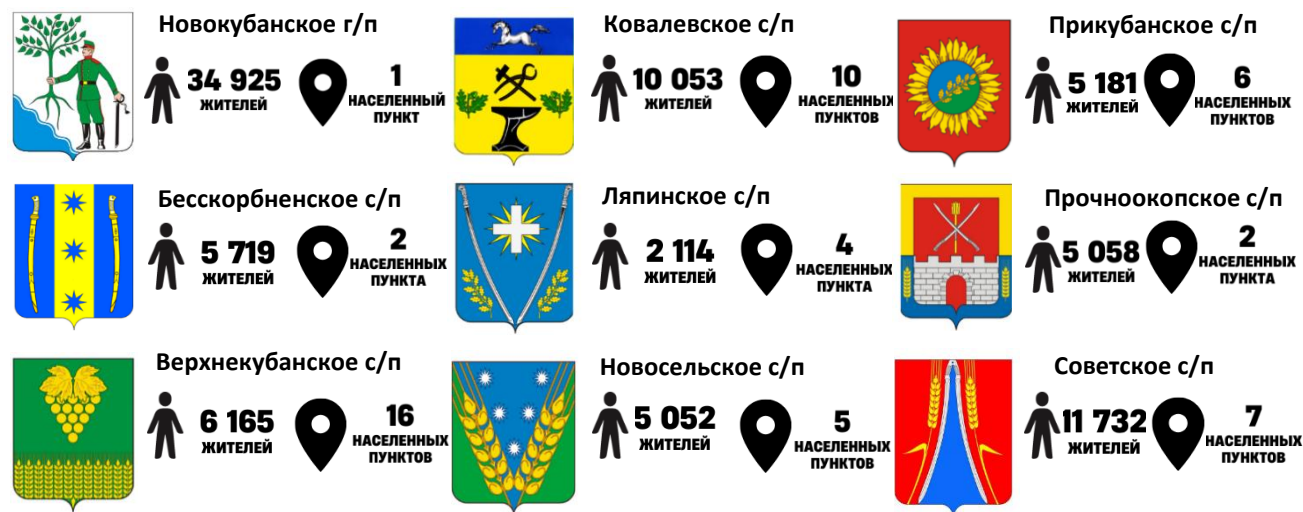 Новокубанское г/п
34 925
ЖИТЕЛЕЙ
1
НАСЕЛЕННЫЙ
ПУНКТ
Ковалевское с/п
10 053
ЖИТЕЛЕЙ
10
НАСЕЛЕННЫХ
ПУНКТОВ
Прикубанское с/п
5 181
ЖИТЕЛЕЙ
6
НАСЕЛЕННЫХ
ПУНКТОВ
Бесскорбненское с/п
5 719
ЖИТЕЛЕЙ
2
НАСЕЛЕННЫХ
ПУНКТА
Ляпинское с/п
2 114
ЖИТЕЛЕЙ
4
НАСЕЛЕННЫХ
ПУНКТА
Прочноокопское с/п
5 058
ЖИТЕЛЕЙ
2
НАСЕЛЕННЫХ
ПУНКТА
Верхнекубанское с/п
6 165
ЖИТЕЛЕЙ
16
НАСЕЛЕННЫХ
ПУНКТОВ
Новосельское с/п
5 052
ЖИТЕЛЕЙ
5
НАСЕЛЕННЫХ
ПУНКТОВ
Советское с/п
11 732
ЖИТЕЛЕЙ
7
НАСЕЛЕННЫХ
ПУНКТОВ